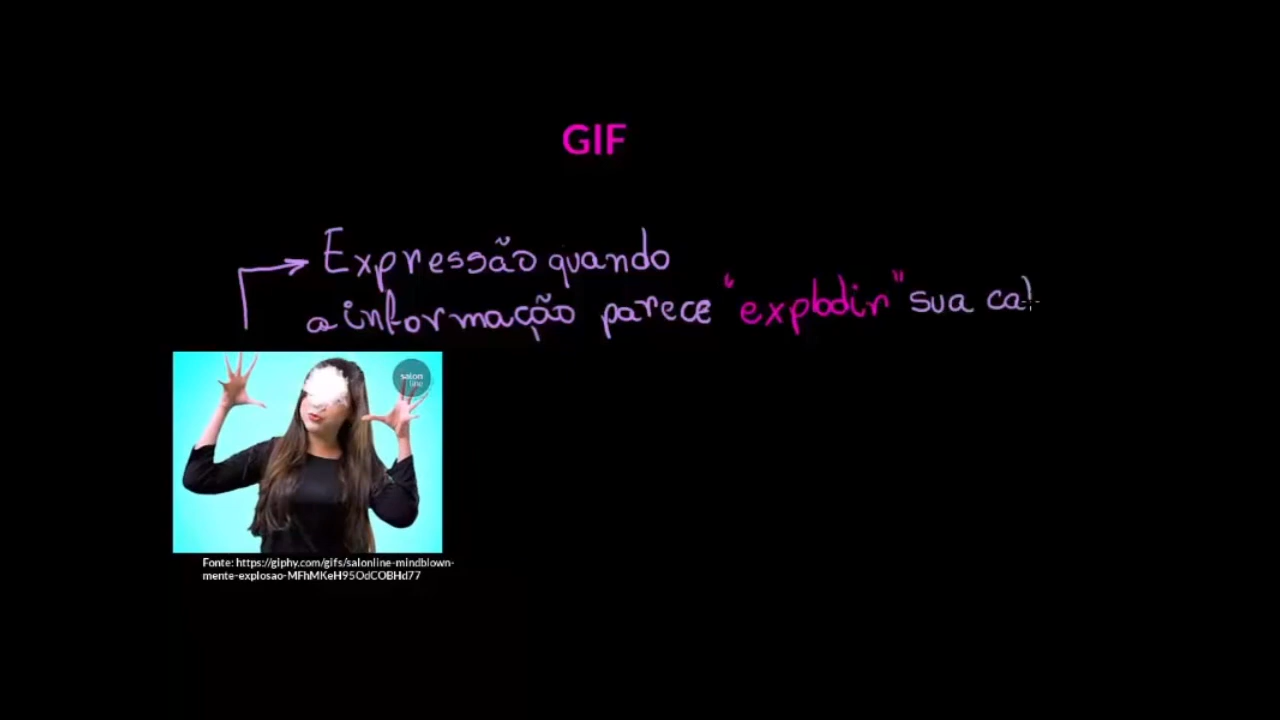 GIF
Expressão quando
a informação parece "explodir" sua ca
salon
line
Fonte: https://giphy.com/gifs/salonline-mindblown-
mente-explosao-MFhMKeH95OdCOBHd77